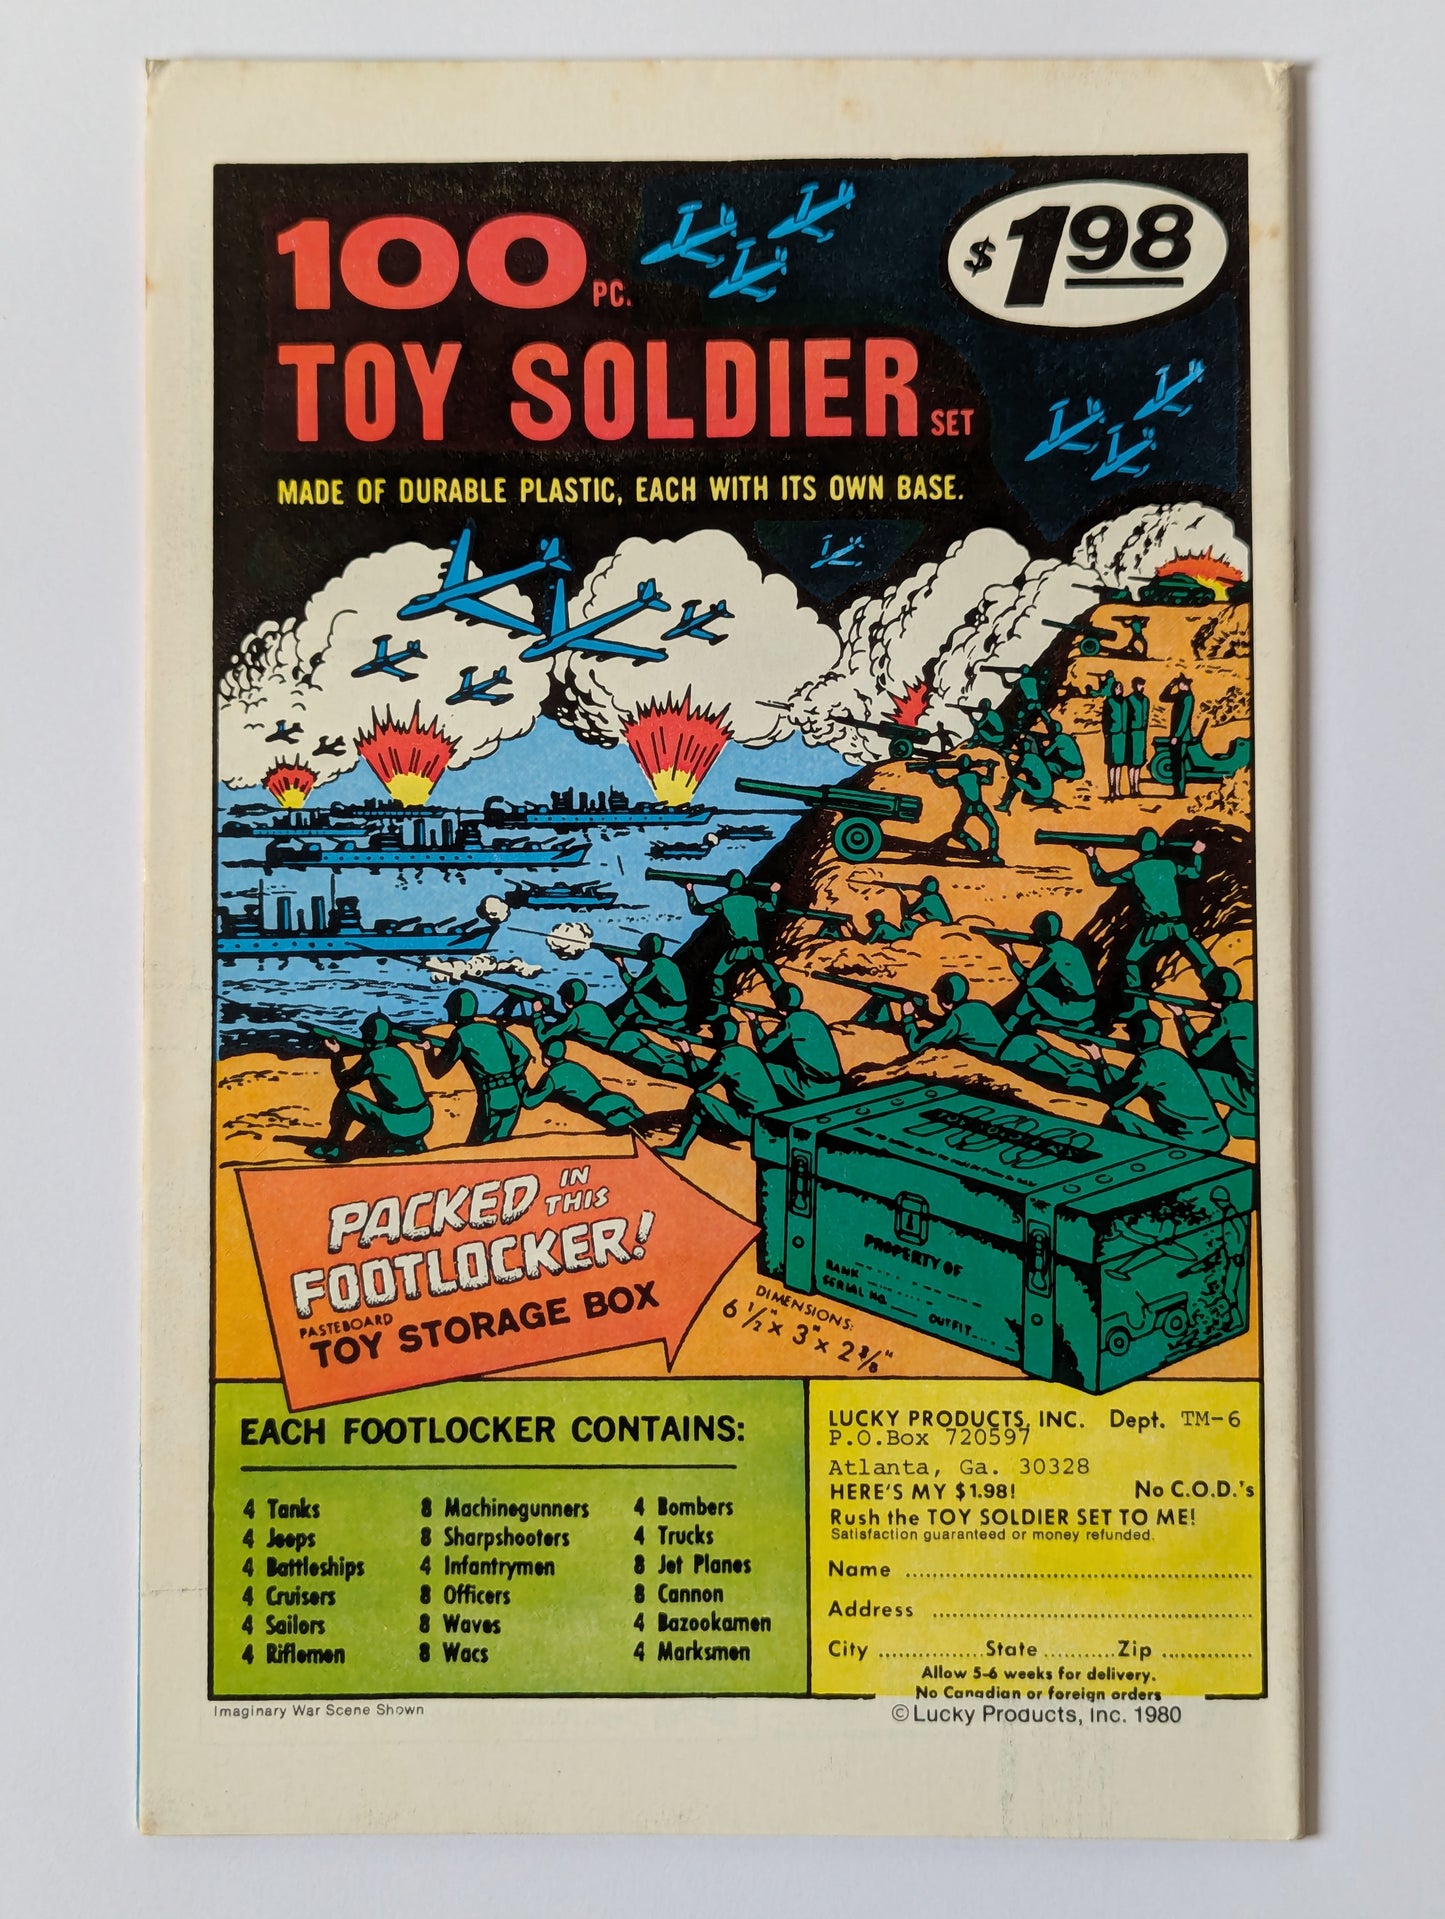 100 PC.
$1.98
TOY SOLDIER SET
MADE OF DURABLE PLASTIC, EACH WITH ITS OWN BASE.
PACKED IN THIS
FOOTLOCKER!
PASTEBOARD
TOY STORAGE BOX
PROPERTY OF
RANK
SERIAL NO.
OUTFIT
DIMENSIONS:
6 1/2" x 3" x 2 3/8"
EACH FOOTLOCKER CONTAINS:
4 Tanks
4 Jeeps
4 Battleships
4 Cruisers
4 Sailors
4 Riflemen
8 Machinegunners
8 Sharpshooters
4 Infantrymen
8 Officers
8 Waves
8 Wacs
4 Bombers
4 Trucks
8 Jet Planes
8 Cannon
4 Bazookamen
4 Marksmen
LUCKY PRODUCTS, INC. Dept. TM-6
P.O.Box 720597
Atlanta, Ga. 30328
HERE'S MY $1.98! No C.O.D.'s
Rush the TOY SOLDIER SET TO ME!
Satisfaction guaranteed or money refunded.
Name
Address
City State Zip
Allow 5-6 weeks for delivery.
No Canadian or foreign orders
Imaginary War Scene Shown
© Lucky Products, Inc. 1980